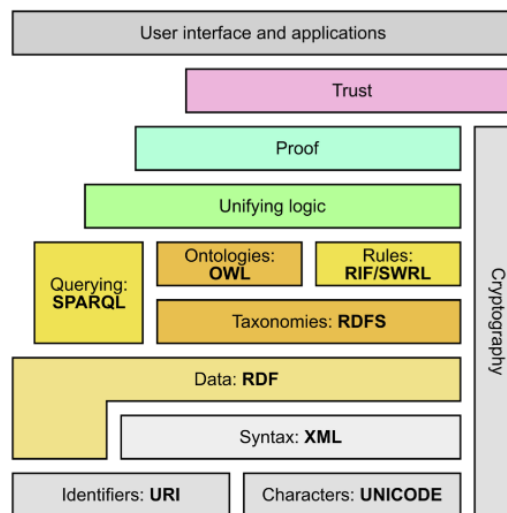 User interface and applications
Trust
Proof
Unifying logic
Querying:
SPARQL
Ontologies:
OWL
Rules:
RIF/SWRL
Taxonomies: RDFS
Data: RDF
Syntax: XML
Identifiers: URI
Characters: UNICODE
Cryptography